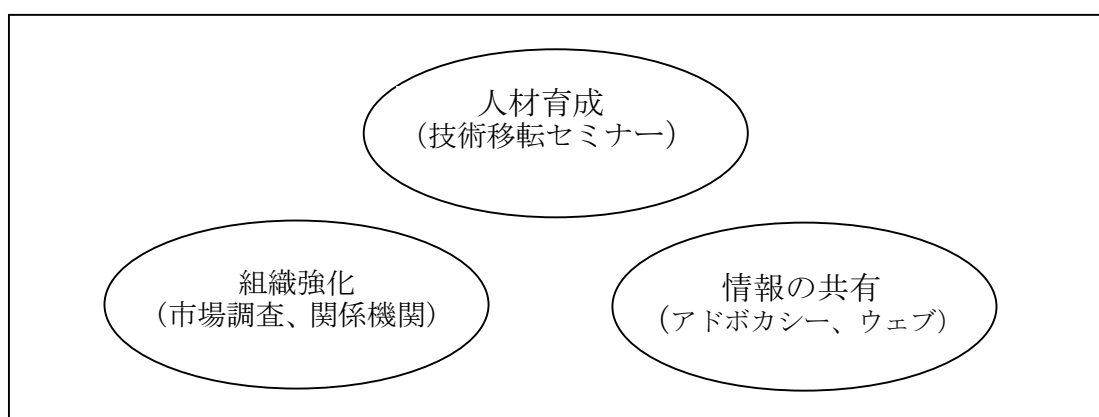 人材育成
（技術移転セミナー）
組織強化
（市場調査、関係機関）
情報の共有
（アドボカシー、ウェブ）